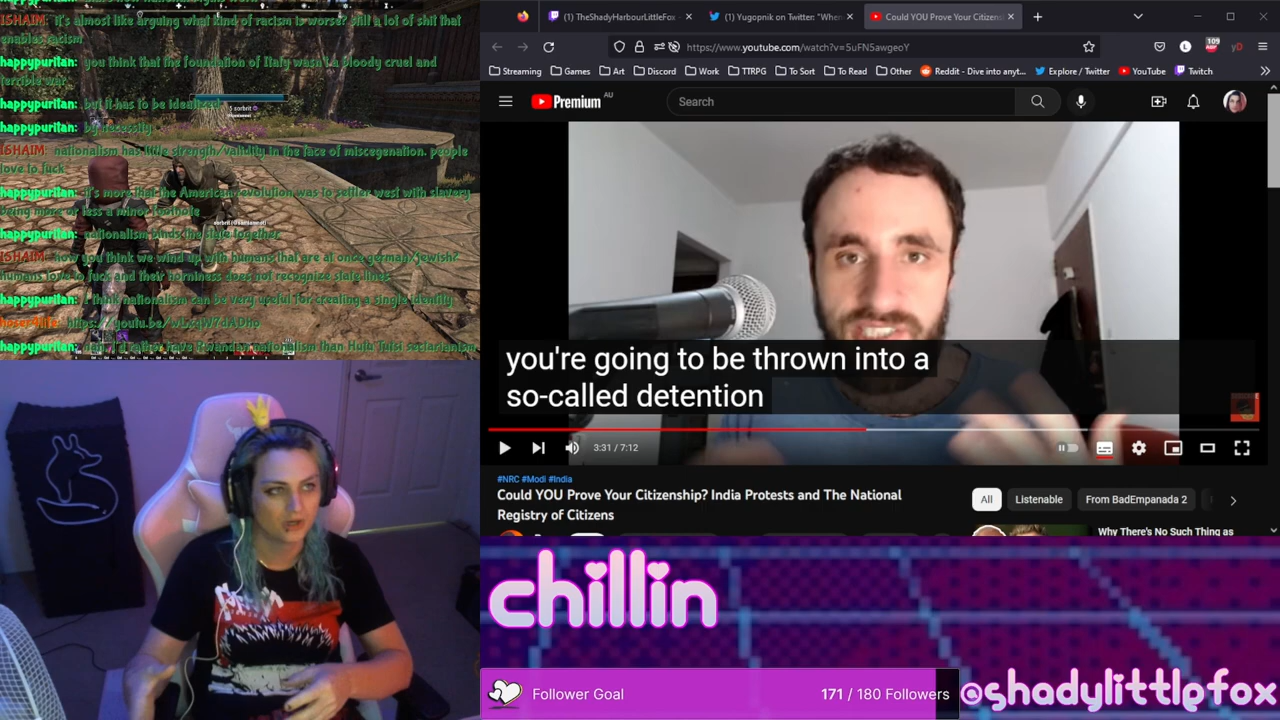 ISHAIM: it's almost like arguing what kind of racism is worse? still a lot of shit that
enables racism
happypuritan: you think that the foundation of Italy wasn't a bloody cruel and
terrible war
happypuritan: but it has to be idealized
happypuritan: by necessity
ISHAIM: nationalism has little strength/validity in the face of miscegenation. people
love to fuck
happypuritan: it's more that the American revolution was to settler west with slavery
being more or less a minor footnote
happypuritan: nationalism binds the state together
ISHAIM: how you think we wind up with humans that are at once german/jewish?
humans love to fuck and their horniness does not recognize state lines
happypuritan: I think nationalism can be very useful for creating a single identity
happypuritan: nah, I'd rather have Rwandan nationalism than Hutu Tutsi sectarianism
(1) TheShadyHarbourLittleFox
(1) Yugopnik on Twitter: "When
Could YOU Prove Your Citizens
https://www.youtube.com/watch?v=5uFN5awgeoY
109
Streaming
Games
Art
Discord
Work
TTRPG
To Sort
To Read
Other
Reddit - Dive into anyt...
Explore / Twitter
YouTube
Twitch
Premium AU
Search
you're going to be thrown into a
so-called detention
3:31 / 7:12
#NRC #Modi #India
Could YOU Prove Your Citizenship? India Protests and The National
Registry of Citizens
All
Listenable
From BadEmpanada 2
Why There's No Such Thing as
chillin
Follower Goal
171 / 180 Followers
@shadylittlefox